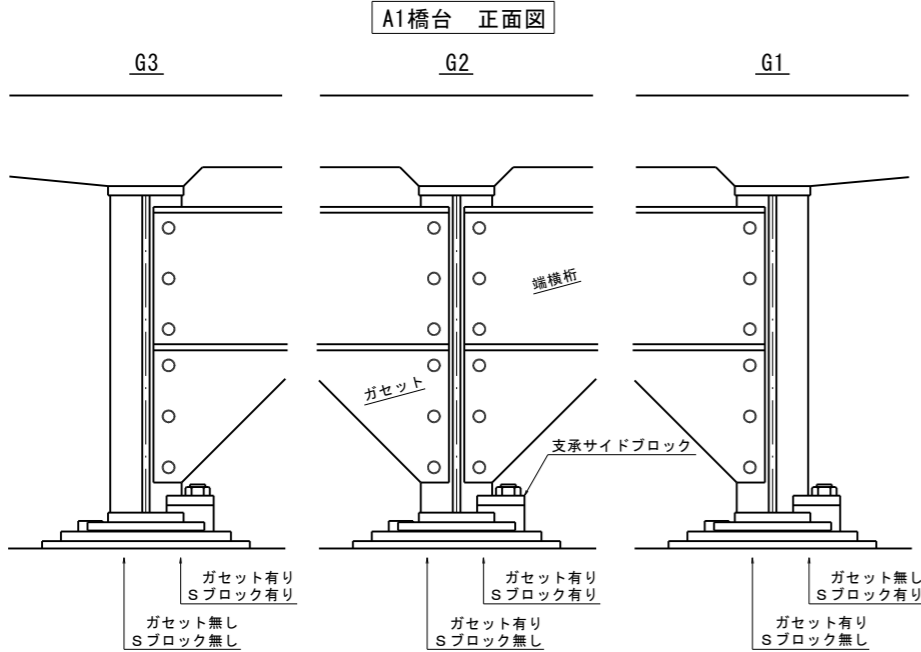 A1橋台　正面図
G3
G2
G1
端横桁
ガセット
支承サイドブロック
ガセット有り
Ｓブロック有り
ガセット無し
Ｓブロック無し
ガセット有り
Ｓブロック有り
ガセット有り
Ｓブロック無し
ガセット無し
Ｓブロック有り
ガセット有り
Ｓブロック無し